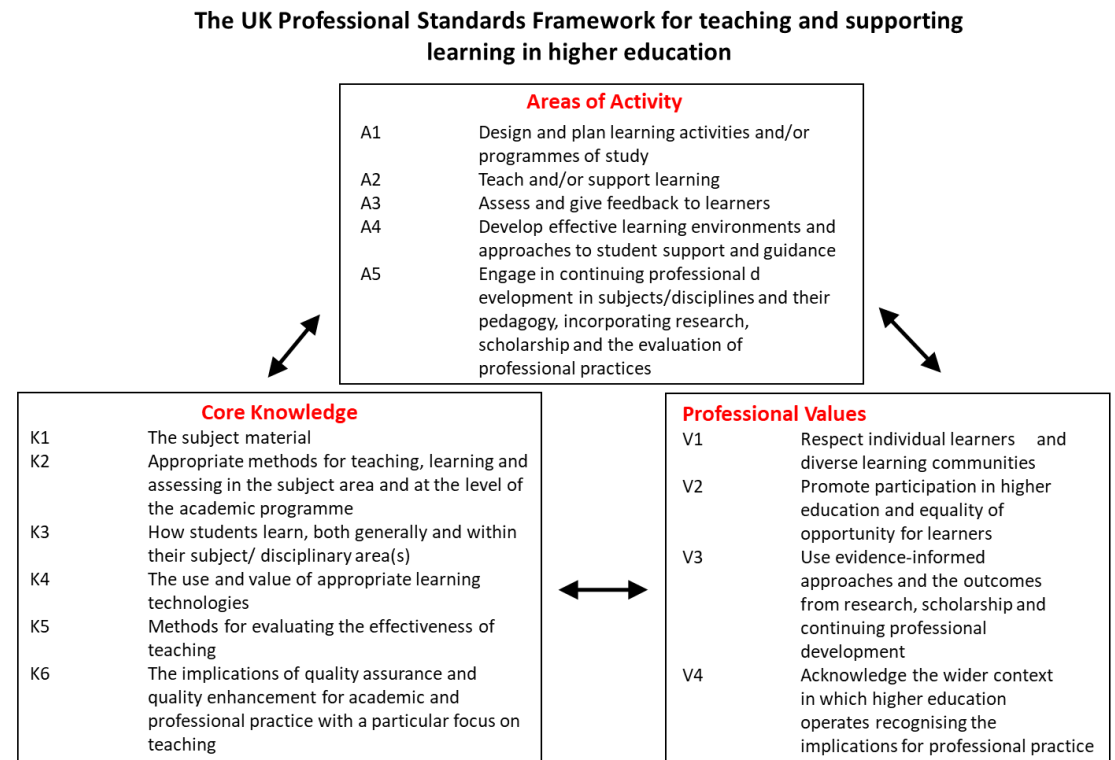 The UK Professional Standards Framework for teaching and supporting
learning in higher education
Areas of Activity
A1 Design and plan learning activities and/or
programmes of study
A2 Teach and/or support learning
A3 Assess and give feedback to learners
A4 Develop effective learning environments and
approaches to student support and guidance
A5 Engage in continuing professional d
evelopment in subjects/disciplines and their
pedagogy, incorporating research,
scholarship and the evaluation of
professional practices
Core Knowledge
K1 The subject material
K2 Appropriate methods for teaching, learning and
assessing in the subject area and at the level of
the academic programme
K3 How students learn, both generally and within
their subject/ disciplinary area(s)
K4 The use and value of appropriate learning
technologies
K5 Methods for evaluating the effectiveness of
teaching
K6 The implications of quality assurance and
quality enhancement for academic and
professional practice with a particular focus on
teaching
Professional Values
V1 Respect individual learners and
diverse learning communities
V2 Promote participation in higher
education and equality of
opportunity for learners
V3 Use evidence-informed
approaches and the outcomes
from research, scholarship and
continuing professional
development
V4 Acknowledge the wider context
in which higher education
operates recognising the
implications for professional practice